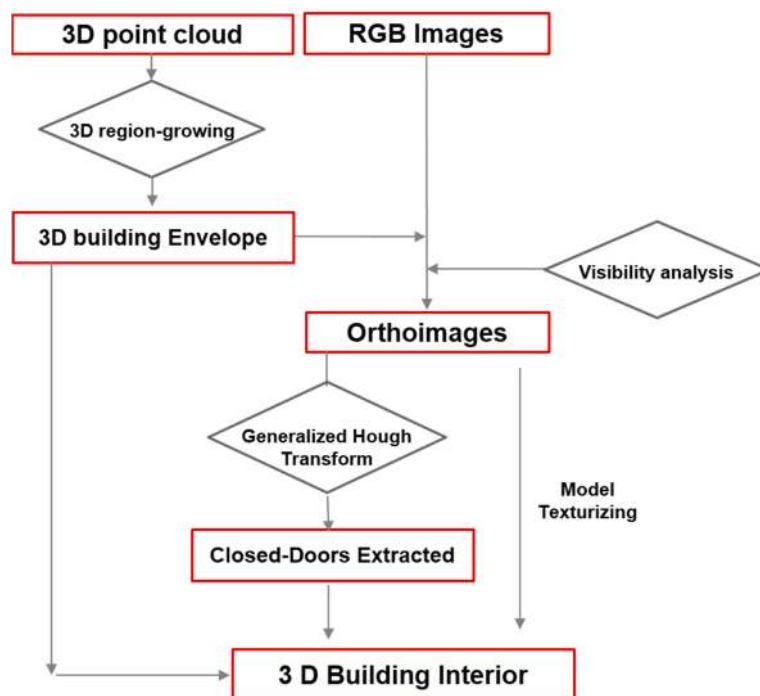 3D point cloud
RGB Images
3D region-growing
3D building Envelope
Visibility analysis
Orthoimages
Generalized Hough
Transform
Model
Texturizing
Closed-Doors Extracted
3 D Building Interior